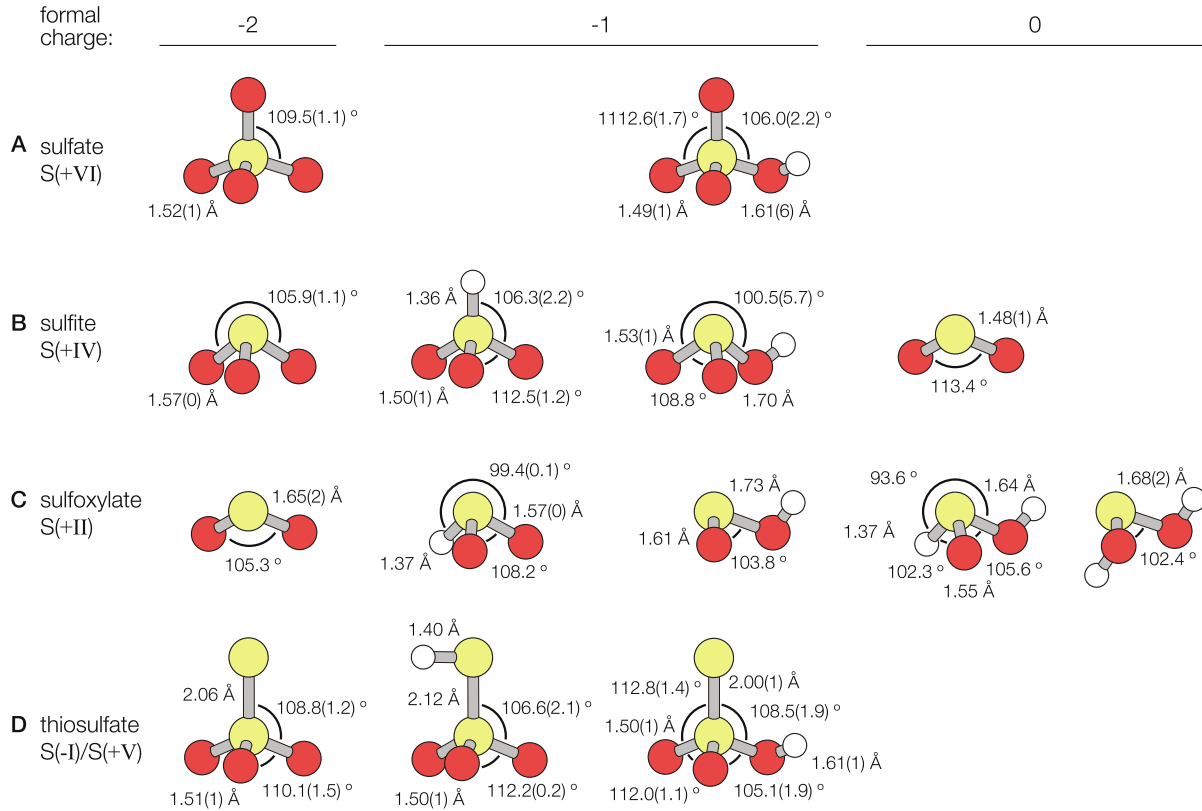 formal
charge:
-2
-1
0
A sulfate
S(+VI)
109.5(1.1) º
1.52(1) Å
1112.6(1.7) º
106.0(2.2) º
1.49(1) Å
1.61(6) Å
B sulfite
S(+IV)
105.9(1.1) º
1.57(0) Å
1.36 Å
106.3(2.2) º
1.50(1) Å
112.5(1.2) º
100.5(5.7) º
1.53(1) Å
108.8 º
1.70 Å
1.48(1) Å
113.4 º
C sulfoxylate
S(+II)
1.65(2) Å
105.3 º
99.4(0.1) º
1.57(0) Å
1.37 Å
108.2 º
1.73 Å
1.61 Å
103.8 º
93.6 º
1.64 Å
1.37 Å
102.3 º
105.6 º
1.55 Å
1.68(2) Å
102.4 º
D thiosulfate
S(-I)/S(+V)
2.06 Å
108.8(1.2) º
1.51(1) Å
110.1(1.5) º
1.40 Å
2.12 Å
106.6(2.1) º
1.50(1) Å
112.2(0.2) º
112.8(1.4) º
2.00(1) Å
1.50(1) Å
108.5(1.9) º
1.61(1) Å
112.0(1.1) º
105.1(1.9) º